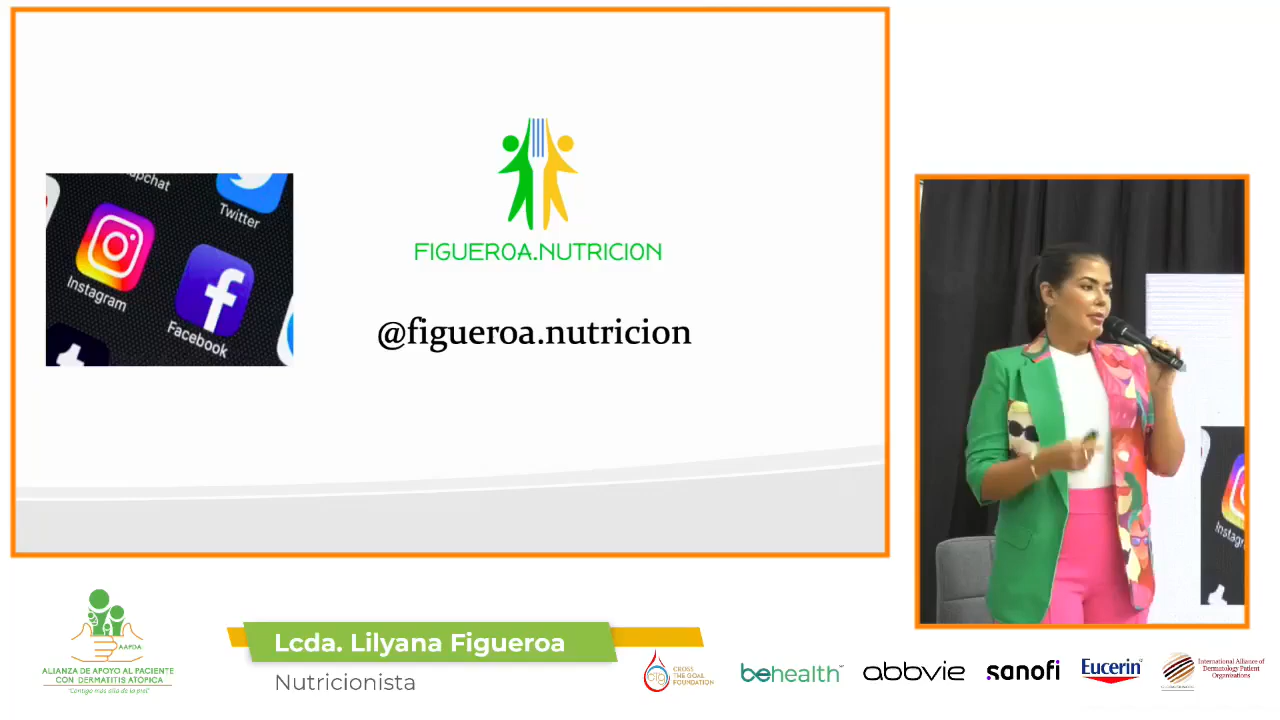 apchat
Twitter
Instagram
Facebook
FIGUEROA.NUTRICION
@figueroa.nutricion
Instagr
AAPDA
ALIANZA DE APOYO AL PACIENTE
CON DERMATITIS ATOPICA
"Contigo más allá de la piel"
Lcda. Lilyana Figueroa
Nutricionista
CROSS
THE GOAL
FOUNDATION
behealth
abbvie
sanofi
Eucerin
International Alliance of
Dermatology Patient
Organizations